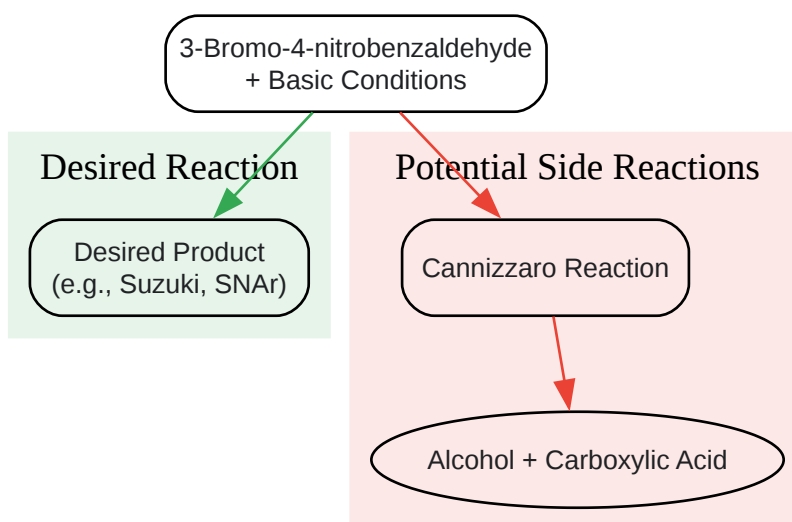 3-Bromo-4-nitrobenzaldehyde
+ Basic Conditions
Desired Reaction
Desired Product
(e.g., Suzuki, SNAr)
Potential Side Reactions
Cannizzaro Reaction
Alcohol + Carboxylic Acid